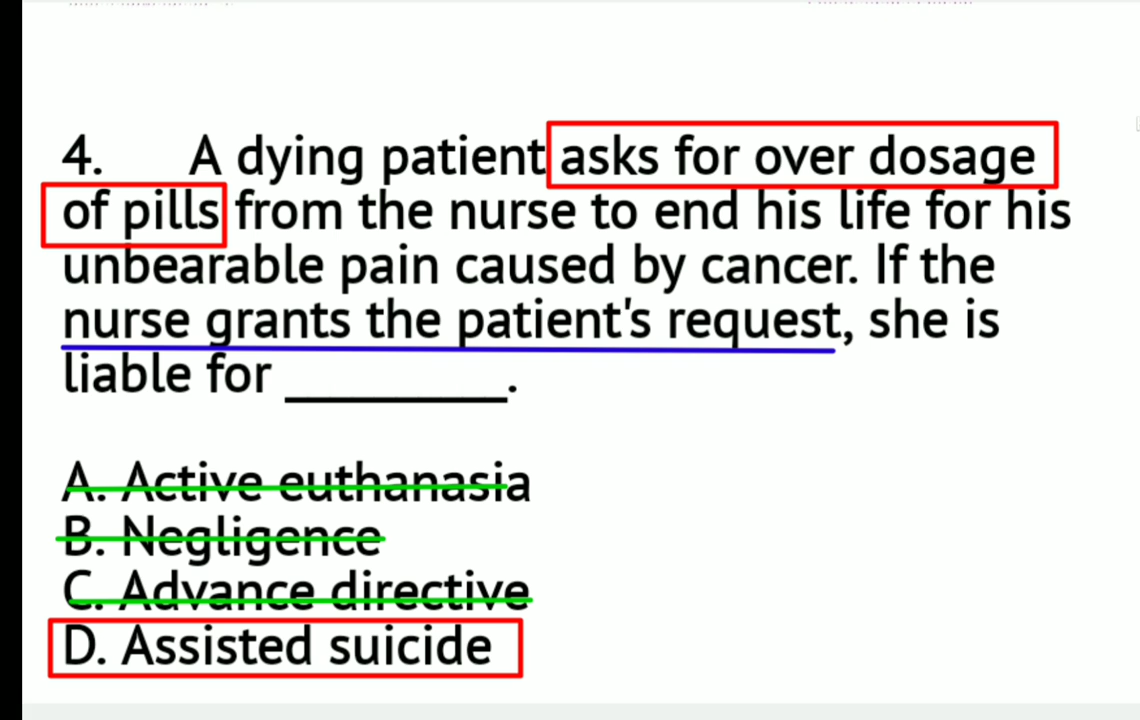 4. A dying patient asks for over dosage
of pills from the nurse to end his life for his
unbearable pain caused by cancer. If the
nurse grants the patient's request, she is
liable for __________.
A. Active euthanasia
B. Negligence
C. Advance directive
D. Assisted suicide